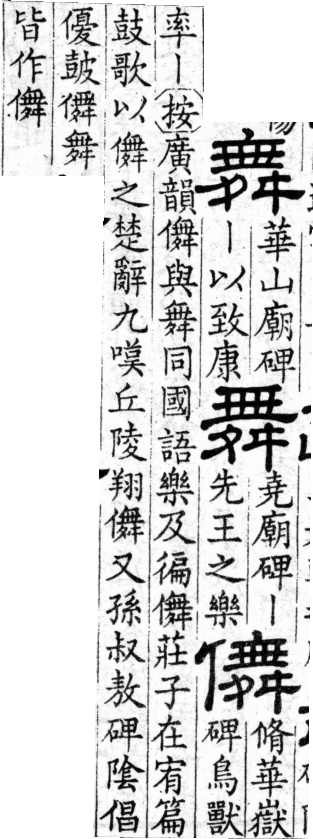 舞
華山廟碑
丨以致康
舞
堯廟碑丨
先王之樂
儛
脩華嶽
碑鳥獸
率丨按廣韻儛與舞同國語樂及徧儛莊子在宥篇
鼓歌以儛之楚辭九嘆丘陵翔儛又孫叔敖碑陰倡
優皷儛舞
皆作儛